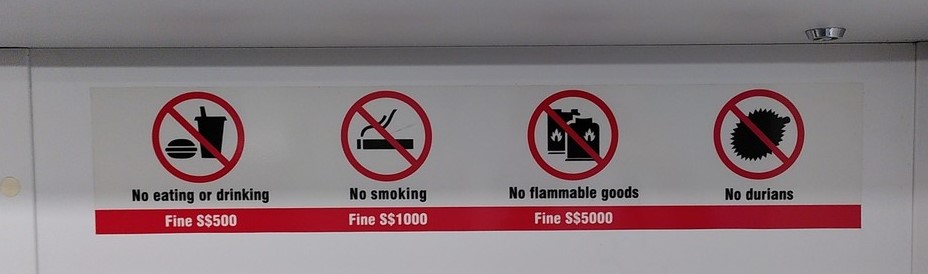 No eating or drinking No smoking No flammable goods No durians
Fine S$500 Fine S$1000 Fine S$5000